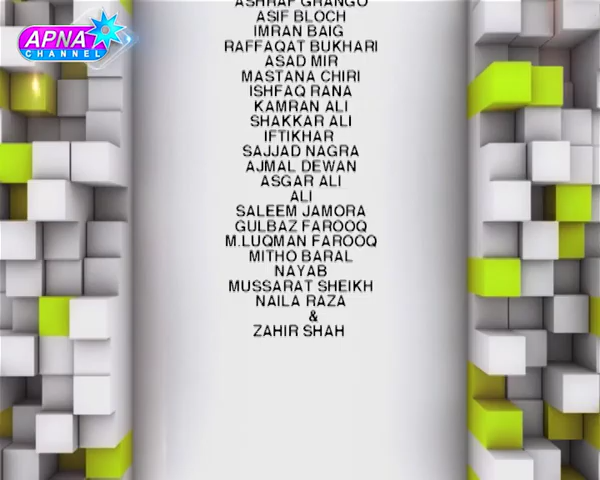 APNA
CHANNEL
ASHRAF GRANGO
ASIF BLOCH
IMRAN BAIG
RAFFAQAT BUKHARI
ASAD MIR
MASTANA CHIRI
ISHFAQ RANA
KAMRAN ALI
SHAKKAR ALI
IFTIKHAR
SAJJAD NAGRA
AJMAL DEWAN
ASGAR ALI
ALI
SALEEM JAMORA
GULBAZ FAROOQ
M.LUQMAN FAROOQ
MITHO BARAL
NAYAB
MUSSARAT SHEIKH
NAILA RAZA
&
ZAHIR SHAH